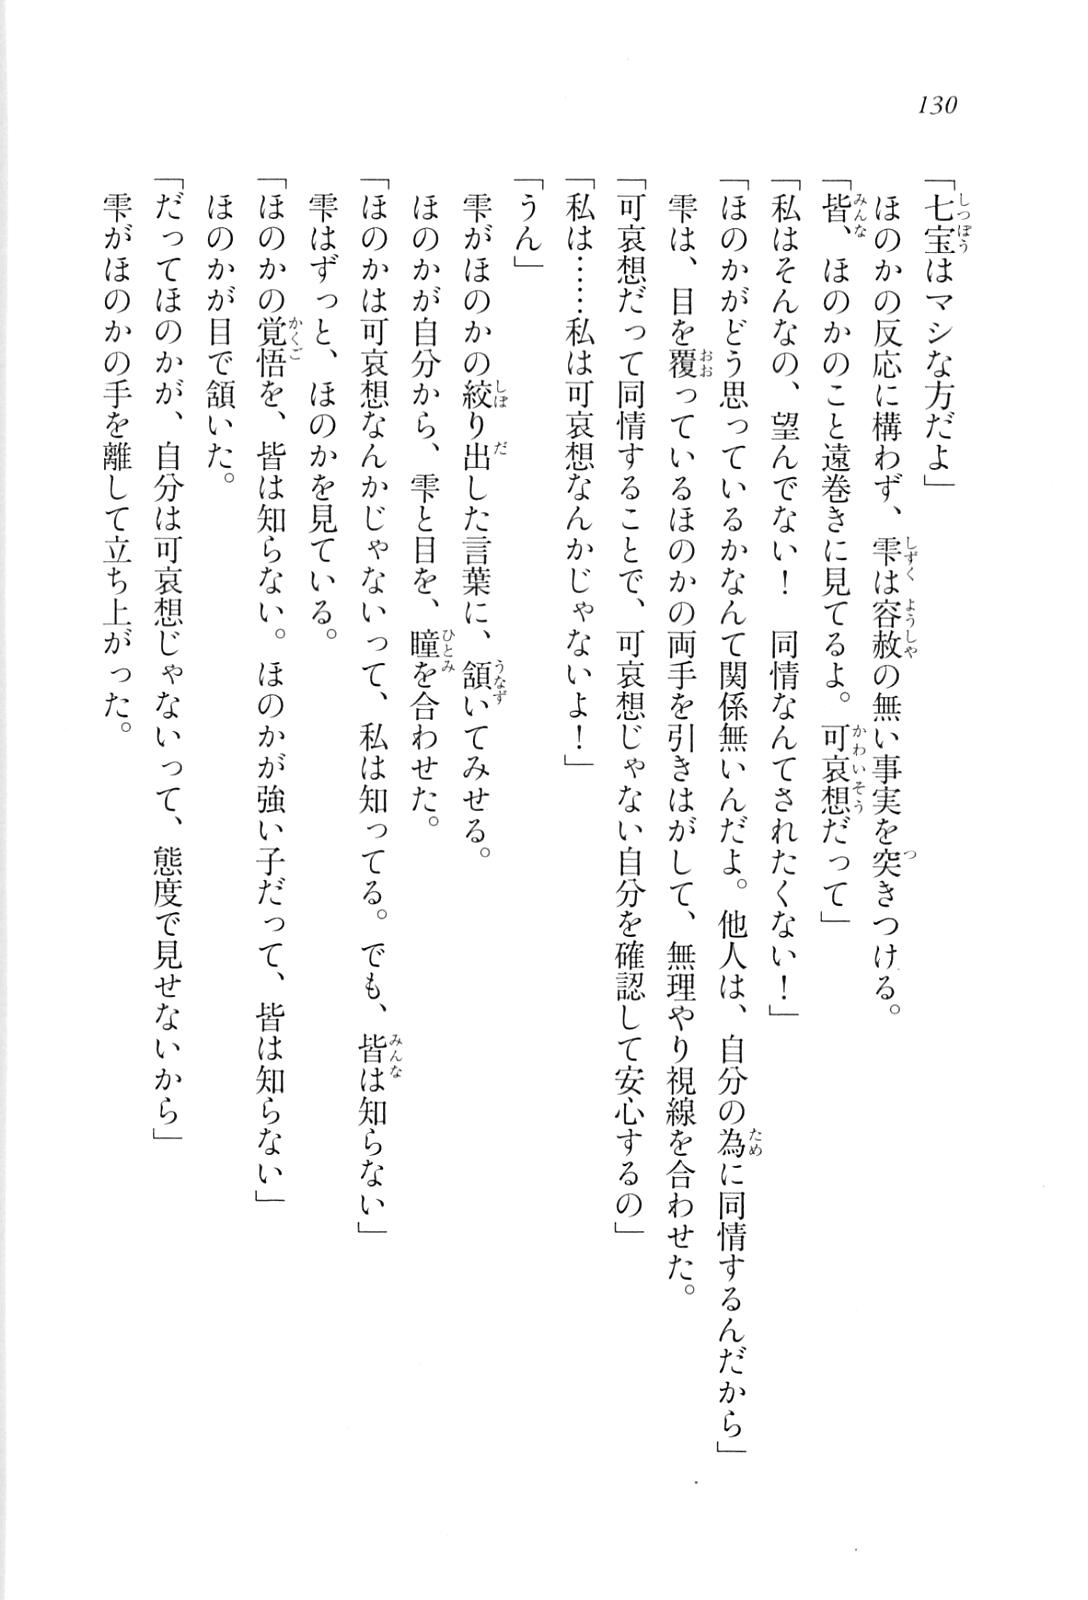 130
「七宝はマシな方だよ」
ほのかの反応に構わず、雫は容赦の無い事実を突きつける。
「皆、ほのかのこと遠巻きに見てるよ。可哀想だって」
「私はそんなの、望んでない！　同情なんてされたくない！」
「ほのかがどう思っているかなんて関係無いんだよ。他人は、自分の為に同情するんだから」
雫は、目を覆っているほのかの両手を引きはがして、無理やり視線を合わせた。
「可哀想だって同情することで、可哀想じゃない自分を確認して安心するの」
「私は……私は可哀想なんかじゃないよ！」
「うん」
雫がほのかの絞り出した言葉に、頷いてみせる。
ほのかが自分から、雫と目を、瞳を合わせた。
「ほのかは可哀想なんかじゃないって、私は知ってる。でも、皆は知らない」
雫はずっと、ほのかを見ている。
「ほのかの覚悟を、皆は知らない。ほのかが強い子だって、皆は知らない」
ほのかが目で頷いた。
「だってほのかが、自分は可哀想じゃないって、態度で見せないから」
雫がほのかの手を離して立ち上がった。